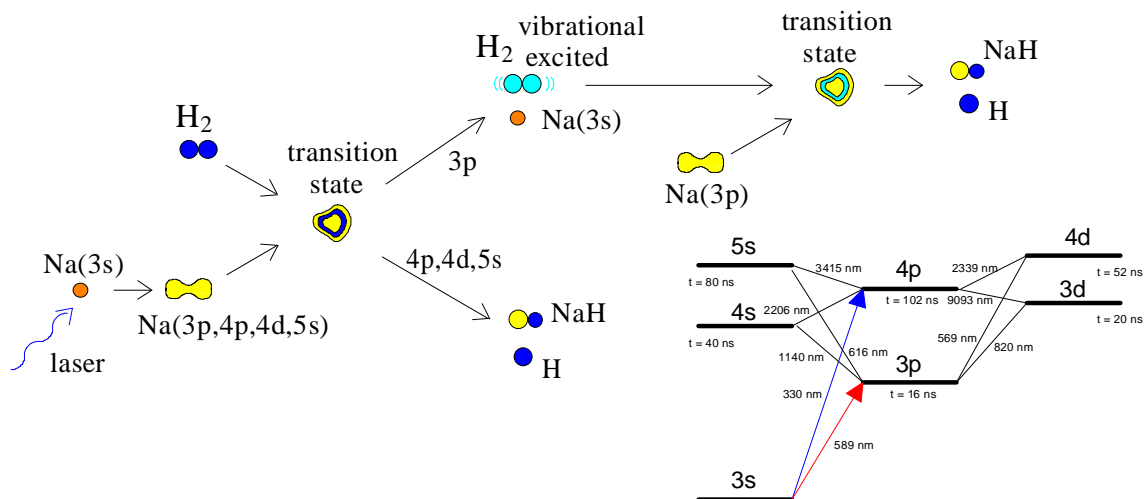 H₂
vibrational
excited
Na(3s)
transition
state
NaH
H
H₂
transition
state
3p
Na(3p)
Na(3s)
laser
Na(3p,4p,4d,5s)
4p,4d,5s
NaH
H
5s
t = 80 ns
4s
t = 40 ns
4p
t = 102 ns
3p
t = 16 ns
4d
t = 52 ns
3d
t = 20 ns
3s
3415 nm
2339 nm
2206 nm
9093 nm
1140 nm
616 nm
569 nm
820 nm
330 nm
589 nm